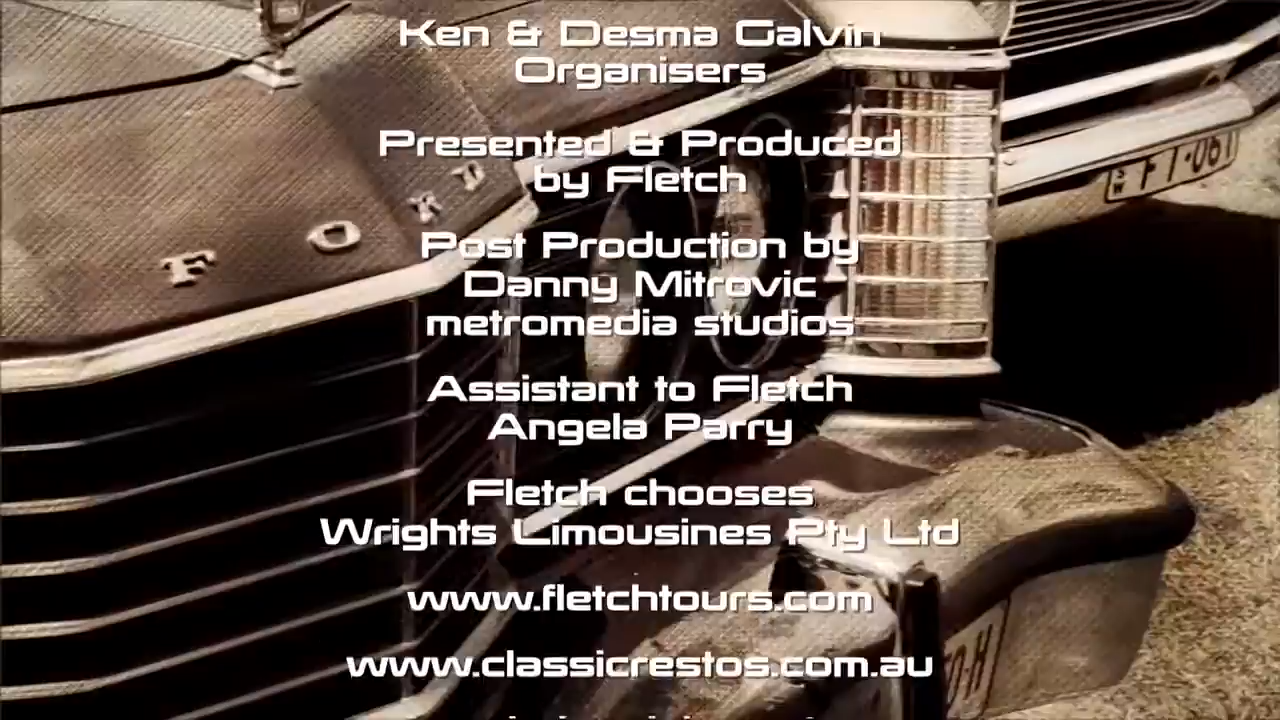 Ken & Desma Galvin
Organisers
Presented & Produced
by Fletch
Post Production by
Danny Mitrovic
metromedia studios
Assistant to Fletch
Angela Parry
Fletch chooses
Wrights Limousines Pty Ltd
www.fletchtours.com
www.classicrestos.com.au
FORD